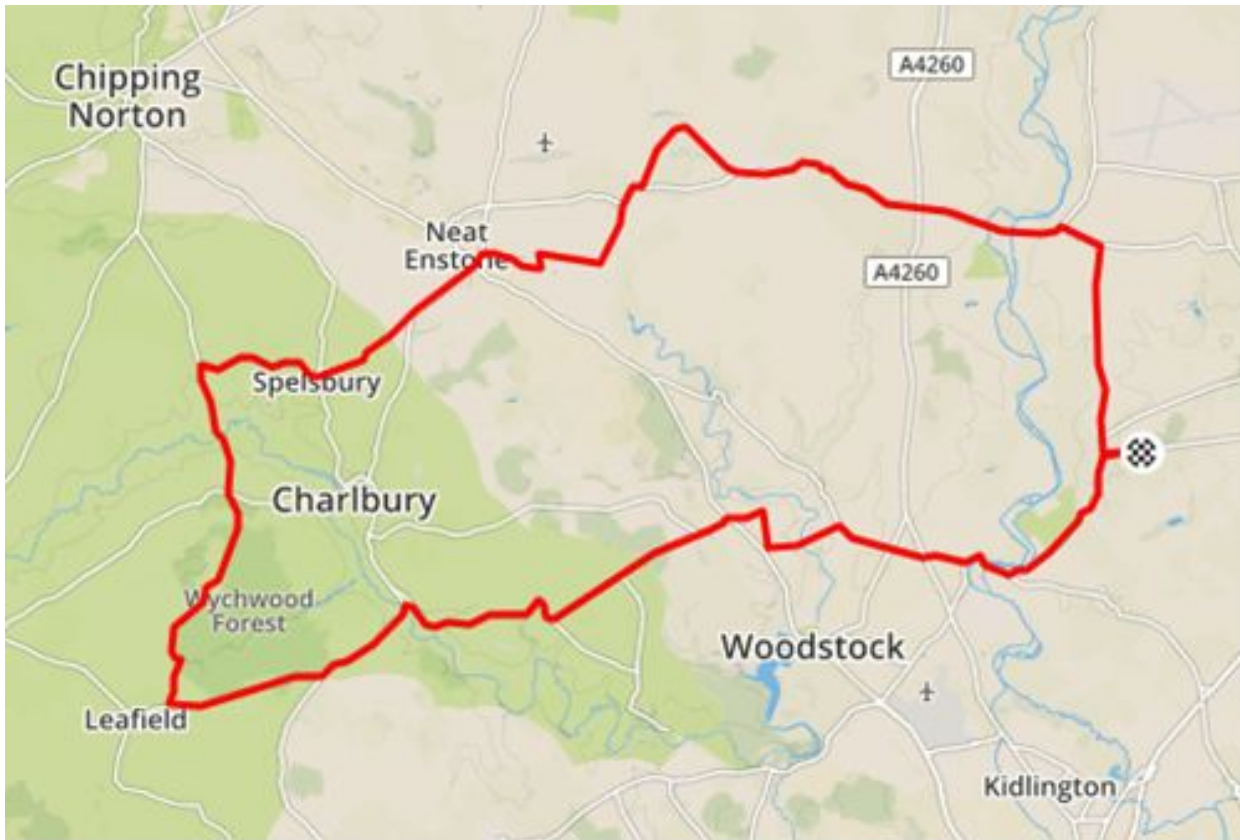 Chipping
Norton
A4260
Neat
Enstone
A4260
Spelsbury
Charlbury
Wychwood
Forest
Woodstock
Leafield
Kidlington